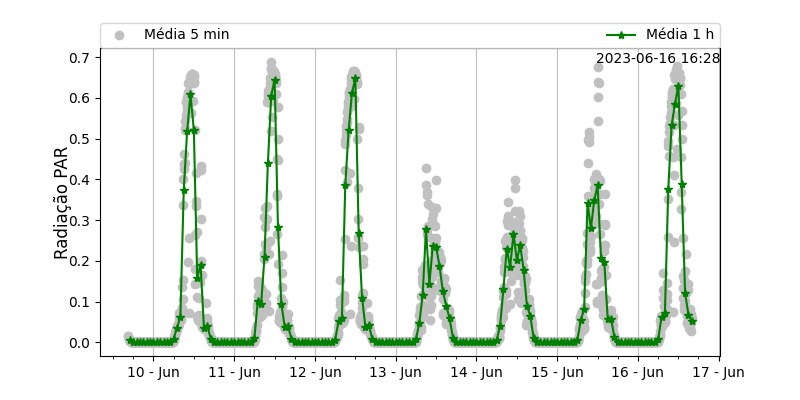 Média 5 min
Média 1 h
2023-06-16 16:28
Radiação PAR
0.7
0.6
0.5
0.4
0.3
0.2
0.1
0.0
10 - Jun
11 - Jun
12 - Jun
13 - Jun
14 - Jun
15 - Jun
16 - Jun
17 - Jun